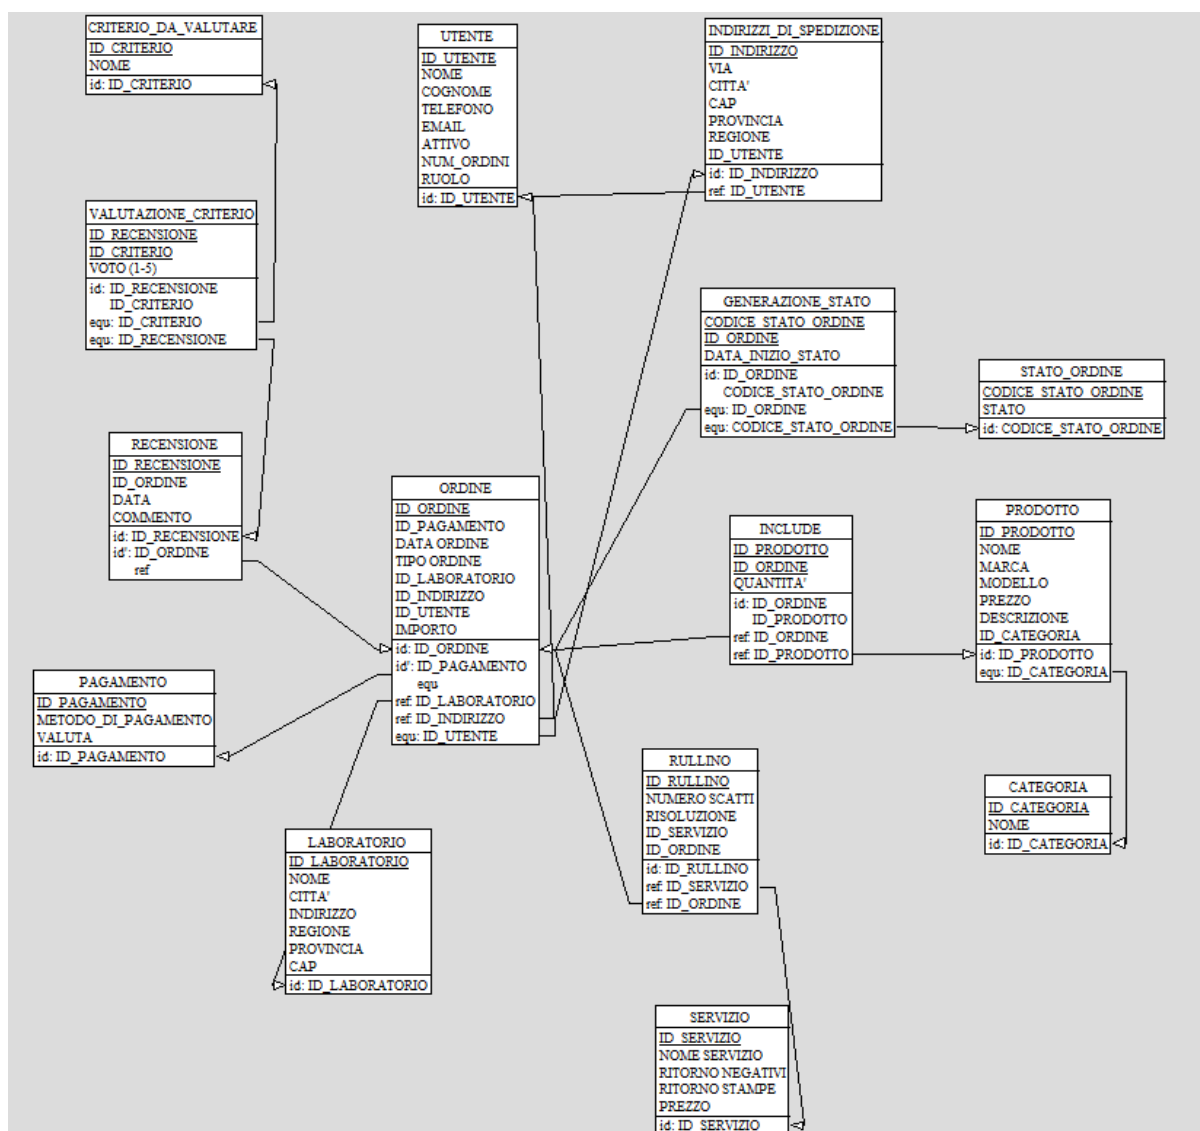 CRITERIO_DA_VALUTARE
ID_CRITERIO
NOME
id: ID_CRITERIO
UTENTE
ID_UTENTE
NOME
COGNOME
TELEFONO
EMAIL
ATTIVO
NUM_ORDINI
RUOLO
id: ID_UTENTE
INDIRIZZI_DI_SPEDIZIONE
ID_INDIRIZZO
VIA
CITTA'
CAP
PROVINCIA
REGIONE
ID_UTENTE
id: ID_INDIRIZZO
ref: ID_UTENTE
VALUTAZIONE_CRITERIO
ID_RECENSIONE
ID_CRITERIO
VOTO (1-5)
id: ID_RECENSIONE
ID_CRITERIO
equ: ID_CRITERIO
equ: ID_RECENSIONE
GENERAZIONE_STATO
CODICE_STATO_ORDINE
ID_ORDINE
DATA_INIZIO_STATO
id: ID_ORDINE
CODICE_STATO_ORDINE
equ: ID_ORDINE
equ: CODICE_STATO_ORDINE
STATO_ORDINE
CODICE_STATO_ORDINE
STATO
id: CODICE_STATO_ORDINE
RECENSIONE
ID_RECENSIONE
ID_ORDINE
DATA
COMMENTO
id: ID_RECENSIONE
id': ID_ORDINE
ref
ORDINE
ID_ORDINE
ID_PAGAMENTO
DATA ORDINE
TIPO ORDINE
ID_LABORATORIO
ID_INDIRIZZO
ID_UTENTE
IMPORTO
id: ID_ORDINE
id': ID_PAGAMENTO
equ
ref: ID_LABORATORIO
ref: ID_INDIRIZZO
equ: ID_UTENTE
INCLUDE
ID_PRODOTTO
ID_ORDINE
QUANTITA'
id: ID_ORDINE
ID_PRODOTTO
ref: ID_ORDINE
ref: ID_PRODOTTO
PRODOTTO
ID_PRODOTTO
NOME
MARCA
MODELLO
PREZZO
DESCRIZIONE
ID_CATEGORIA
id: ID_PRODOTTO
equ: ID_CATEGORIA
PAGAMENTO
ID_PAGAMENTO
METODO_DI_PAGAMENTO
VALUTA
id: ID_PAGAMENTO
RULLINO
ID_RULLINO
NUMERO SCATTI
RISOLUZIONE
ID_SERVIZIO
ID_ORDINE
id: ID_RULLINO
ref: ID_SERVIZIO
ref: ID_ORDINE
CATEGORIA
ID_CATEGORIA
NOME
id: ID_CATEGORIA
LABORATORIO
ID_LABORATORIO
NOME
CITTA'
INDIRIZZO
REGIONE
PROVINCIA
CAP
id: ID_LABORATORIO
SERVIZIO
ID_SERVIZIO
NOME SERVIZIO
RITORNO NEGATIVI
RITORNO STAMPE
PREZZO
id: ID_SERVIZIO